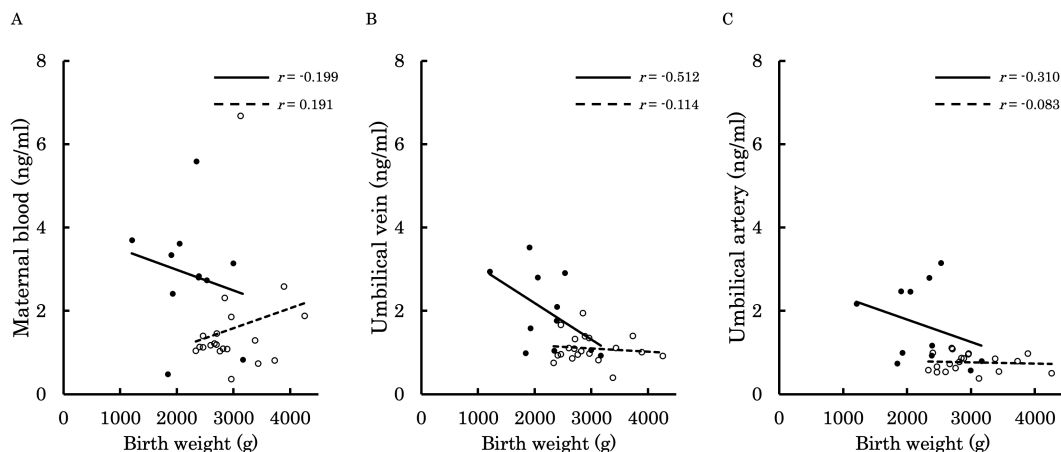 A
8
6
4
2
0
Maternal blood (ng/ml)
r = -0.199
r = 0.191
0 1000 2000 3000 4000
Birth weight (g)
B
8
6
4
2
0
Umbilical vein (ng/ml)
r = -0.512
r = -0.114
0 1000 2000 3000 4000
Birth weight (g)
C
8
6
4
2
0
Umbilical artery (ng/ml)
r = -0.310
r = -0.083
0 1000 2000 3000 4000
Birth weight (g)